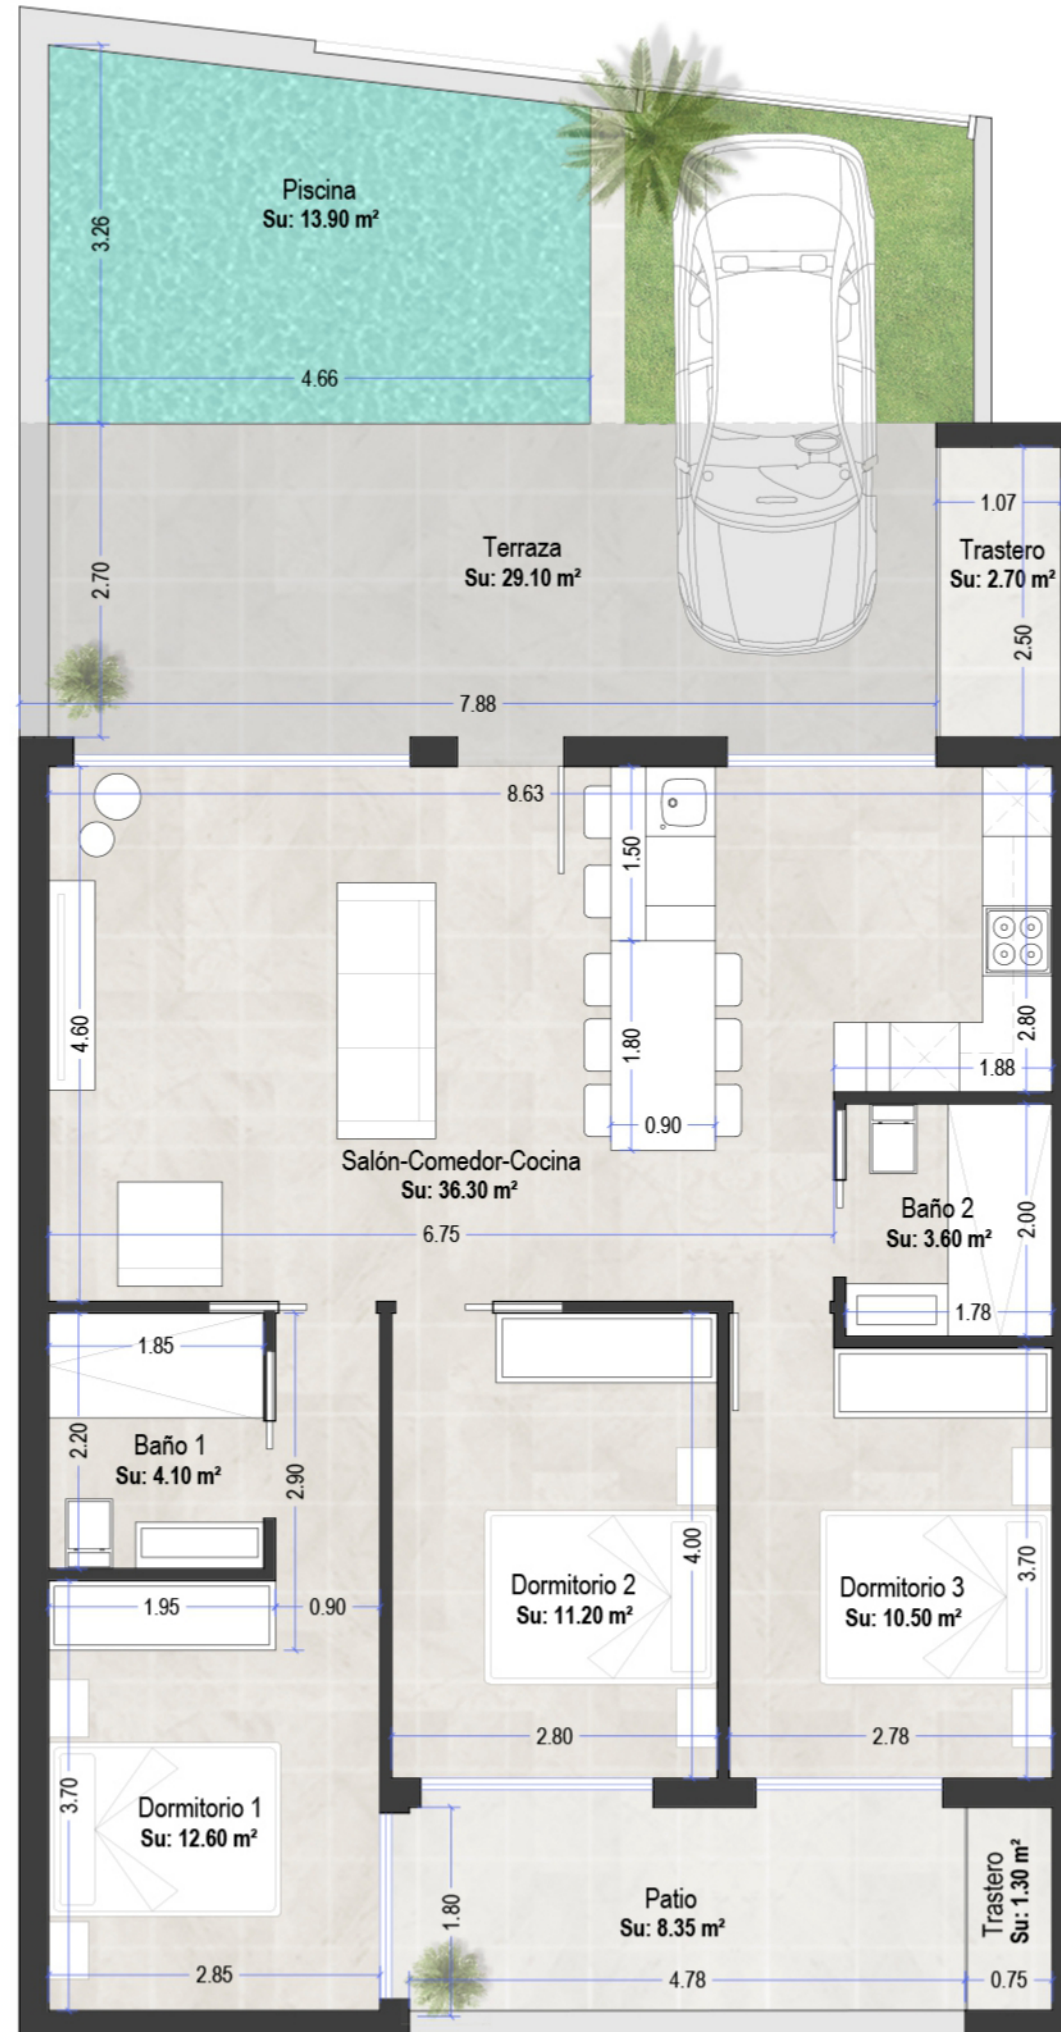 Piscina
Su: 13.90 m²
3.26
4.66
1.07
Terraza
Su: 29.10 m²
Trastero
Su: 2.70 m²
2.70
2.50
7.88
8.63
1.50
4.60
1.80
2.80
1.88
0.90
Salón-Comedor-Cocina
Su: 36.30 m²
Baño 2
Su: 3.60 m²
2.00
6.75
1.78
1.85
Baño 1
Su: 4.10 m²
2.20
2.90
4.00
3.70
Dormitorio 2
Su: 11.20 m²
Dormitorio 3
Su: 10.50 m²
1.95
0.90
2.80
2.78
3.70
Dormitorio 1
Su: 12.60 m²
1.80
Patio
Su: 8.35 m²
Trastero
Su: 1.30 m²
2.85
4.78
0.75